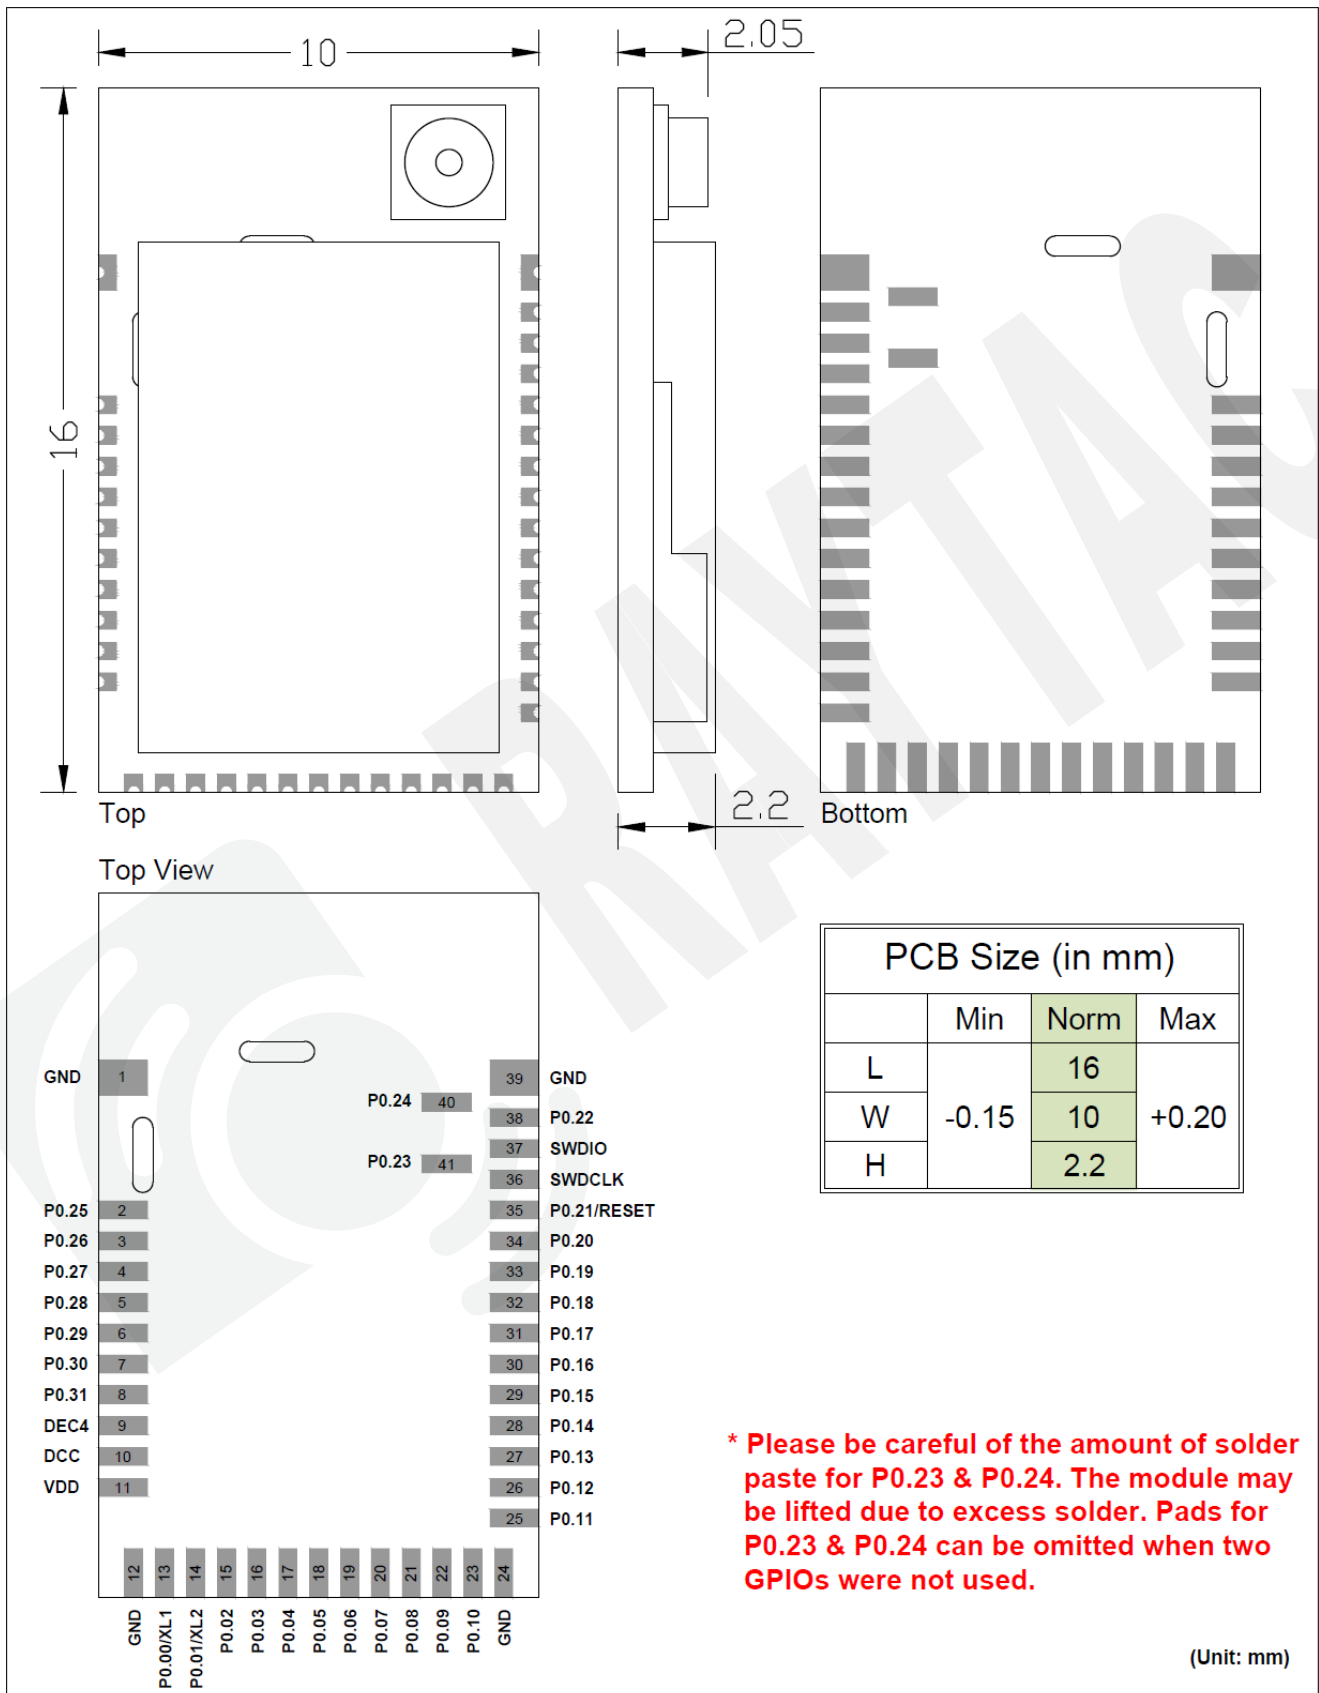 10
2.05
16
2.2
Top
Bottom
Top View
RAYTAC
PCB Size (in mm)
Min Norm Max
L 16
W -0.15 10 +0.20
H 2.2
GND 1
P0.25 2
P0.26 3
P0.27 4
P0.28 5
P0.29 6
P0.30 7
P0.31 8
DEC4 9
DCC 10
VDD 11
P0.24 40
P0.23 41
39 GND
38 P0.22
37 SWDIO
36 SWDCLK
35 P0.21/RESET
34 P0.20
33 P0.19
32 P0.18
31 P0.17
30 P0.16
29 P0.15
28 P0.14
27 P0.13
26 P0.12
25 P0.11
12 13 14 15 16 17 18 19 20 21 22 23 24
GND P0.00/XL1 P0.01/XL2 P0.02 P0.03 P0.04 P0.05 P0.06 P0.07 P0.08 P0.09 P0.10 GND
* Please be careful of the amount of solder
paste for P0.23 & P0.24. The module may
be lifted due to excess solder. Pads for
P0.23 & P0.24 can be omitted when two
GPIOs were not used.
(Unit: mm)